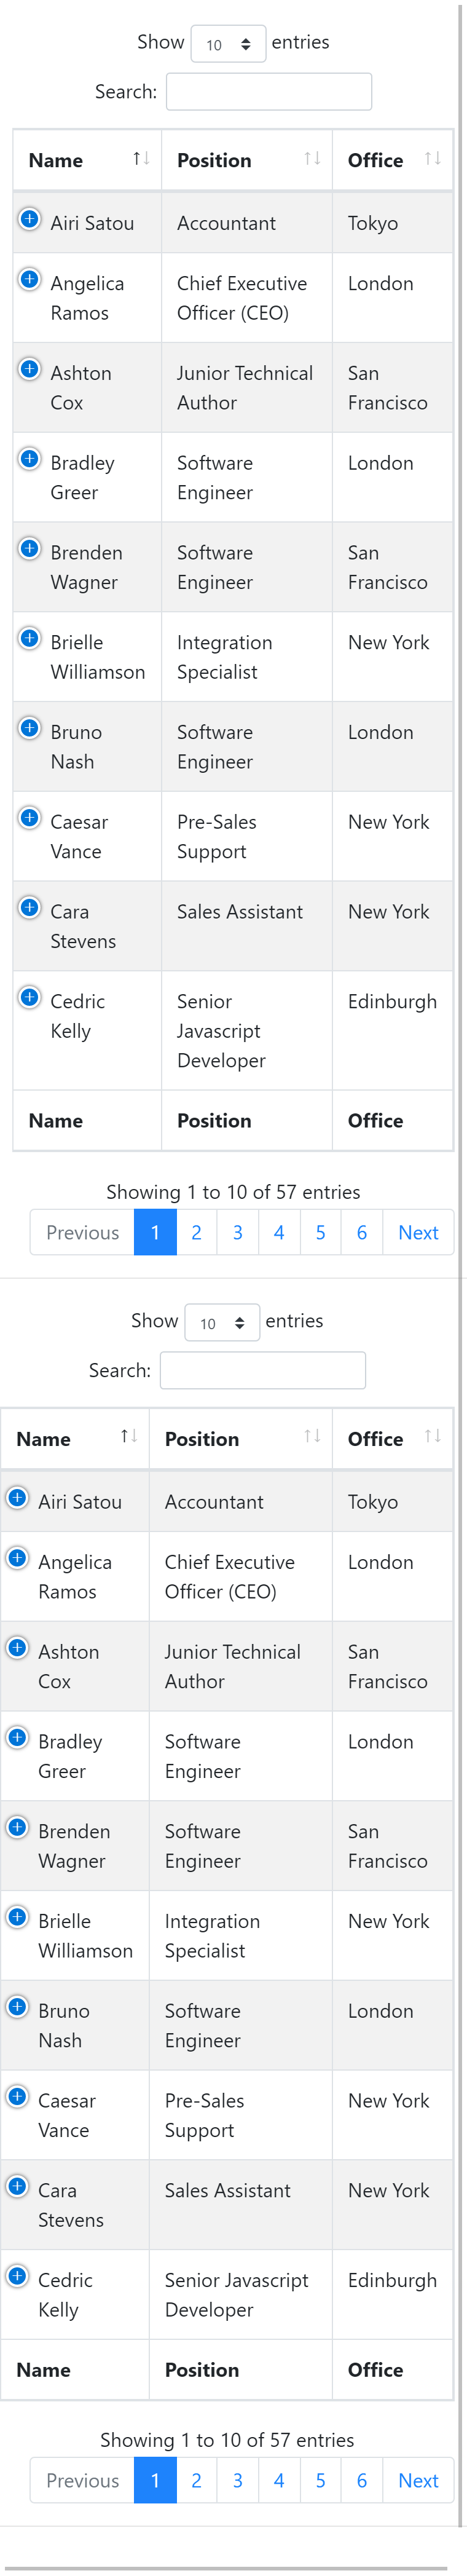 Show 10 entries
Search:
Name Position Office
Airi Satou Accountant Tokyo
Angelica Chief Executive London
Ramos Officer (CEO)
Ashton Junior Technical San
Cox Author Francisco
Bradley Software London
Greer Engineer
Brenden Software San
Wagner Engineer Francisco
Brielle Integration New York
Williamson Specialist
Bruno Software London
Nash Engineer
Caesar Pre-Sales New York
Vance Support
Cara Sales Assistant New York
Stevens
Cedric Senior Edinburgh
Kelly Javascript
Developer
Name Position Office
Showing 1 to 10 of 57 entries
Previous 1 2 3 4 5 6 Next
Show 10 entries
Search:
Name Position Office
Airi Satou Accountant Tokyo
Angelica Chief Executive London
Ramos Officer (CEO)
Ashton Junior Technical San
Cox Author Francisco
Bradley Software London
Greer Engineer
Brenden Software San
Wagner Engineer Francisco
Brielle Integration New York
Williamson Specialist
Bruno Software London
Nash Engineer
Caesar Pre-Sales New York
Vance Support
Cara Sales Assistant New York
Stevens
Cedric Senior Javascript Edinburgh
Kelly Developer
Name Position Office
Showing 1 to 10 of 57 entries
Previous 1 2 3 4 5 6 Next